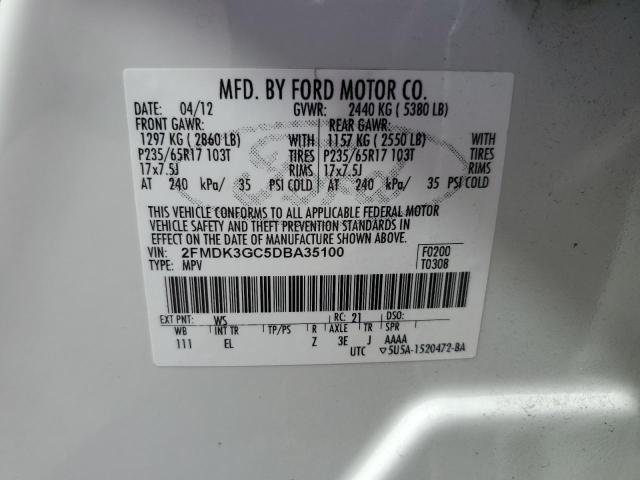 MFD. BY FORD MOTOR CO.
DATE: 04/12 GVWR: 2440 KG ( 5380 LB)
FRONT GAWR: REAR GAWR:
1297 KG ( 2860 LB) WITH 1157 KG ( 2550 LB) WITH
P235/65R17 103T TIRES P235/65R17 103T TIRES
17x7.5J RIMS 17x7.5J RIMS
AT 240 kPa/ 35 PSI COLD AT 240 kPa/ 35 PSI COLD
THIS VEHICLE CONFORMS TO ALL APPLICABLE FEDERAL MOTOR
VEHICLE SAFETY AND THEFT PREVENTION STANDARDS IN
EFFECT ON THE DATE OF MANUFACTURE SHOWN ABOVE.
VIN: 2FMDK3GC5DBA35100 F0200
TYPE: MPV T0308
EXT PNT: WS RC: 21 DSO:
WB INT TR TP/PS R AXLE TR SPR
111 EL Z 3E J AAAA
UTC ▽5U5A-1520472-BA